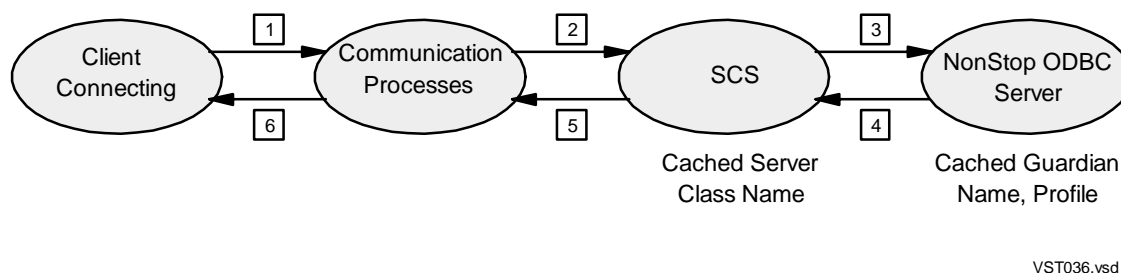 1
2
3
Client
Connecting
Communication
Processes
SCS
NonStop ODBC
Server
6
5
4
Cached Server
Class Name
Cached Guardian
Name, Profile
VST036.vsd